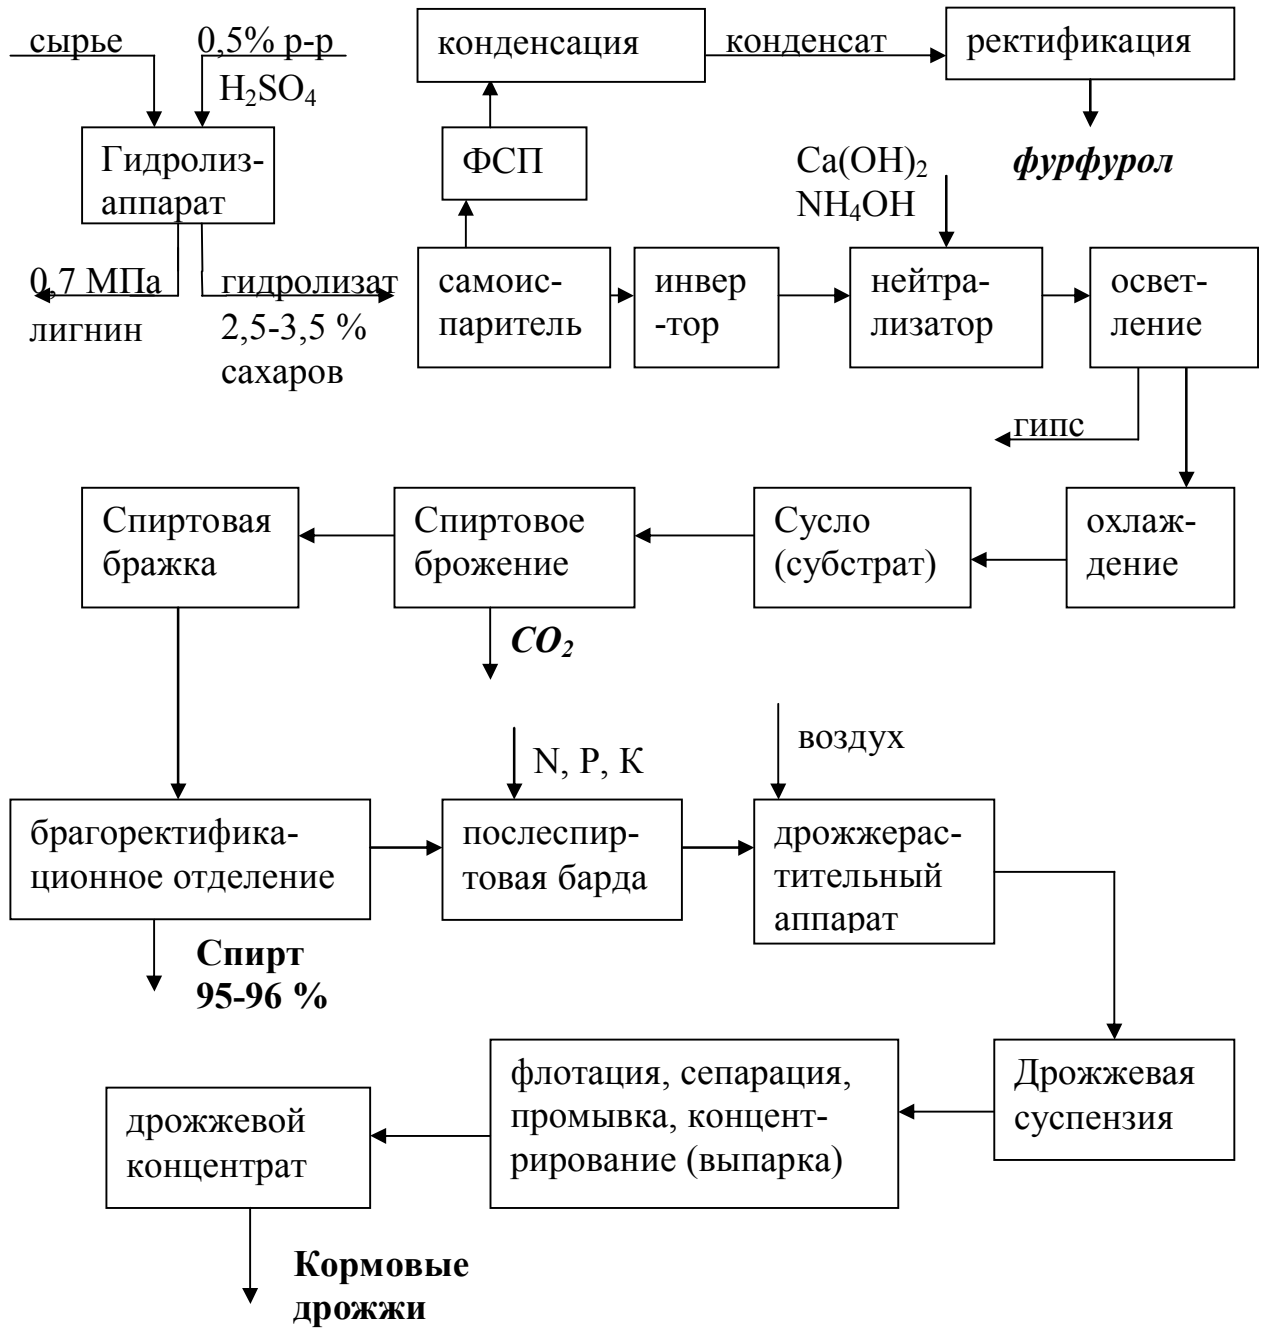 сырье
0,5% р-р
H₂SO₄
конденсация
конденсат
ректификация
Гидролиз-
аппарат
ФСП
Ca(OH)₂
NH₄OH
фурфурол
0,7 МПа
лигнин
гидролизат
2,5-3,5 %
сахаров
самоис-
паритель
инвер
-тор
нейтра-
лизатор
освет-
ление
гипс
Спиртовая
бражка
Спиртовое
брожение
Сусло
(субстрат)
охлаж-
дение
CO₂
N, P, К
воздух
брагоректифика-
ционное отделение
послеспир-
товая барда
дрожжерас-
тительный
аппарат
Спирт
95-96 %
дрожжевой
концентрат
флотация, сепарация,
промывка, концент-
рирование (выпарка)
Дрожжевая
суспензия
Кормовые
дрожжи